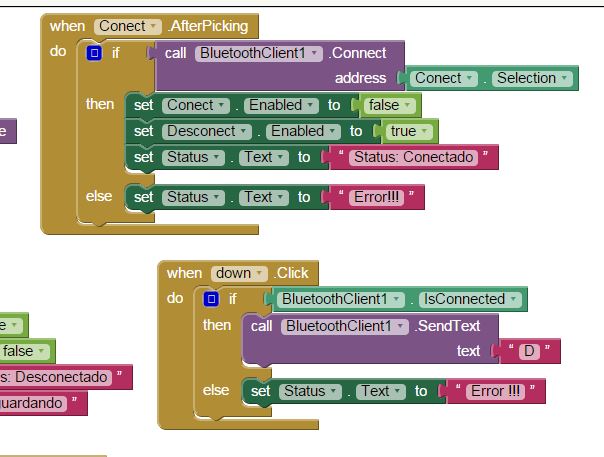 when Conect .AfterPicking
do if call BluetoothClient1 .Connect
address Conect . Selection
then set Conect . Enabled to false
e set Desconect . Enabled to true
set Status . Text to " Status: Conectado "
else set Status . Text to " Error!!! "
when down .Click
do if BluetoothClient1 . IsConnected
e then call BluetoothClient1 .SendText
false text " D "
s: Desconectado " else set Status . Text to " Error !!! "
uardando "